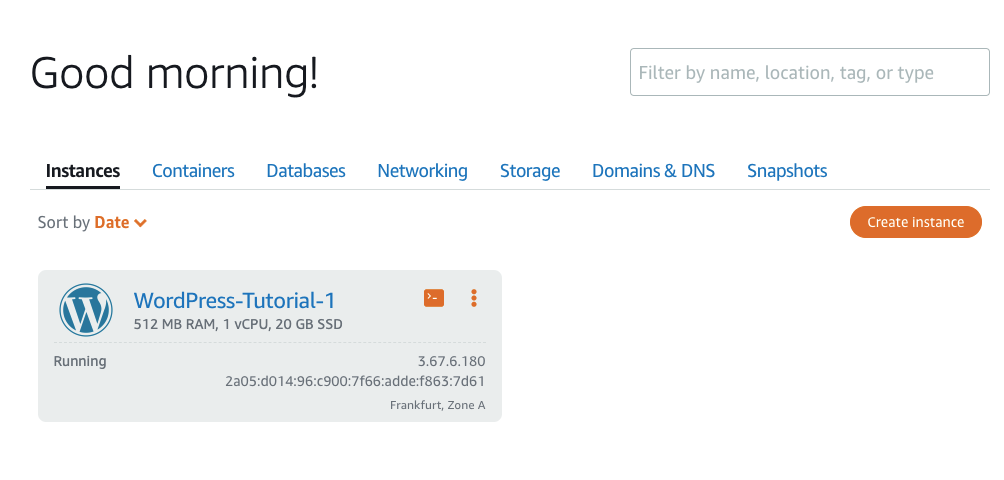 Good morning!
Filter by name, location, tag, or type
Instances Containers Databases Networking Storage Domains & DNS Snapshots
Sort by Date
Create instance
WordPress-Tutorial-1
512 MB RAM, 1 vCPU, 20 GB SSD
Running
3.67.6.180
2a05:d014:96:c900:7f66:adde:f863:7d61
Frankfurt, Zone A